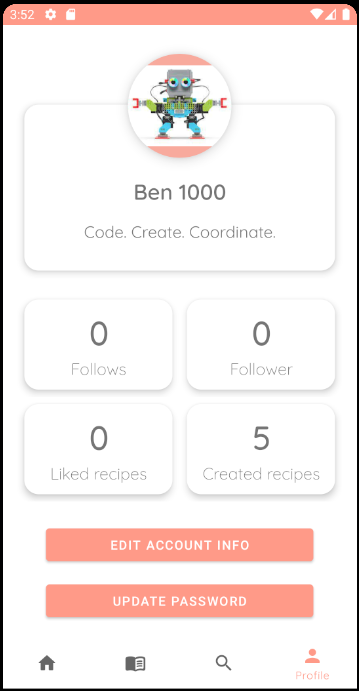 3:52
Ben 1000
Code. Create. Coordinate.
0 0
Follows Follower
0 5
Liked recipes Created recipes
EDIT ACCOUNT INFO
UPDATE PASSWORD
Profile